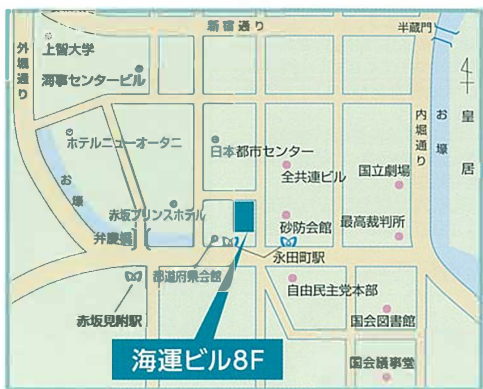 新宿通り
半蔵門
外堀通り
上智大学
海事センタービル
皇居
お濠
内堀通り
ホテルニューオータニ
日本都市センター
全共連ビル
国立劇場
お濠
赤坂プリンスホテル
砂防会館
最高裁判所
弁慶橋
都道府県会館
永田町駅
自由民主党本部
赤坂見附駅
国会図書館
海運ビル8F
国会議事堂